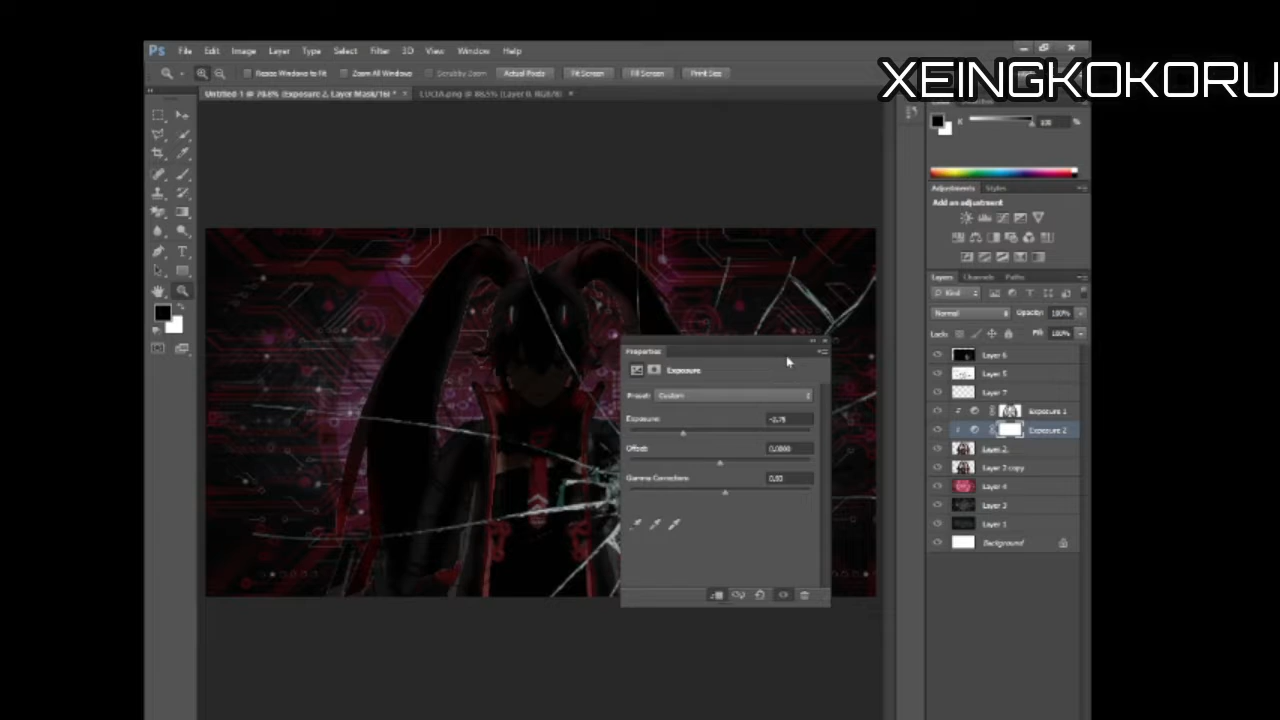 Ps File Edit Image Layer Type Select Filter 3D View Window Help
Resize Windows to Fit Zoom All Windows Scrubby Zoom Actual Pixels Fit Screen Fill Screen Print Size
XEINGKOKORU
Untitled-1 @ 70.8% (Exposure 2, Layer Mask/16) *
LUCIA.png @ 86.5% (Layer 0, RGB/8)
K
%
Adjustments Styles
Add an adjustment
Layers Channels Paths
Kind
Normal Opacity: 100%
Lock: Fill: 100%
Layer 6
Layer 5
Layer 7
Exposure 1
Exposure 2
Layer 2
Layer 2 copy
Layer 4
Layer 3
Layer 1
Background
Properties
Exposure
Preset: Custom
Exposure:
Offset: 0.0000
Gamma Correction: